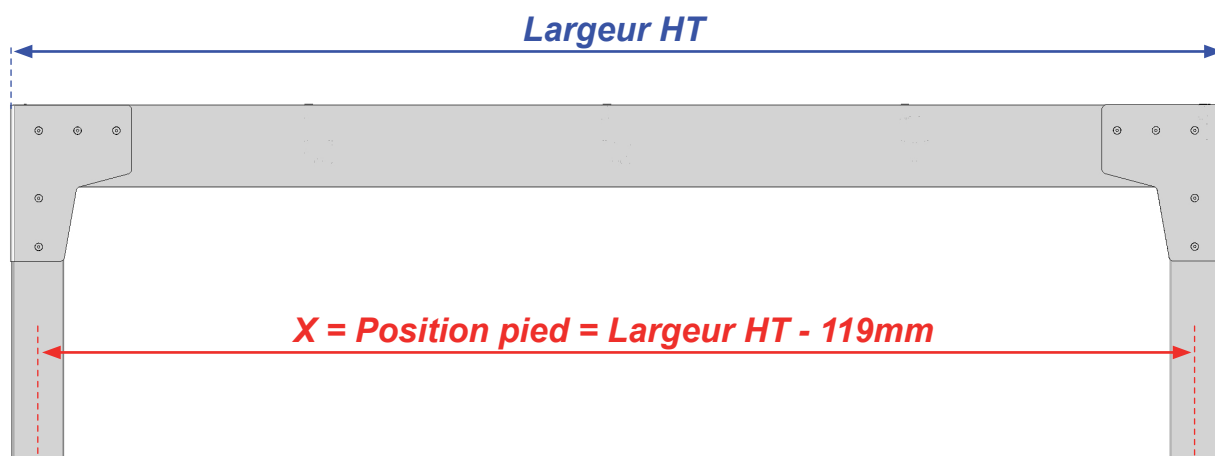 Largeur HT
X = Position pied = Largeur HT - 119mm